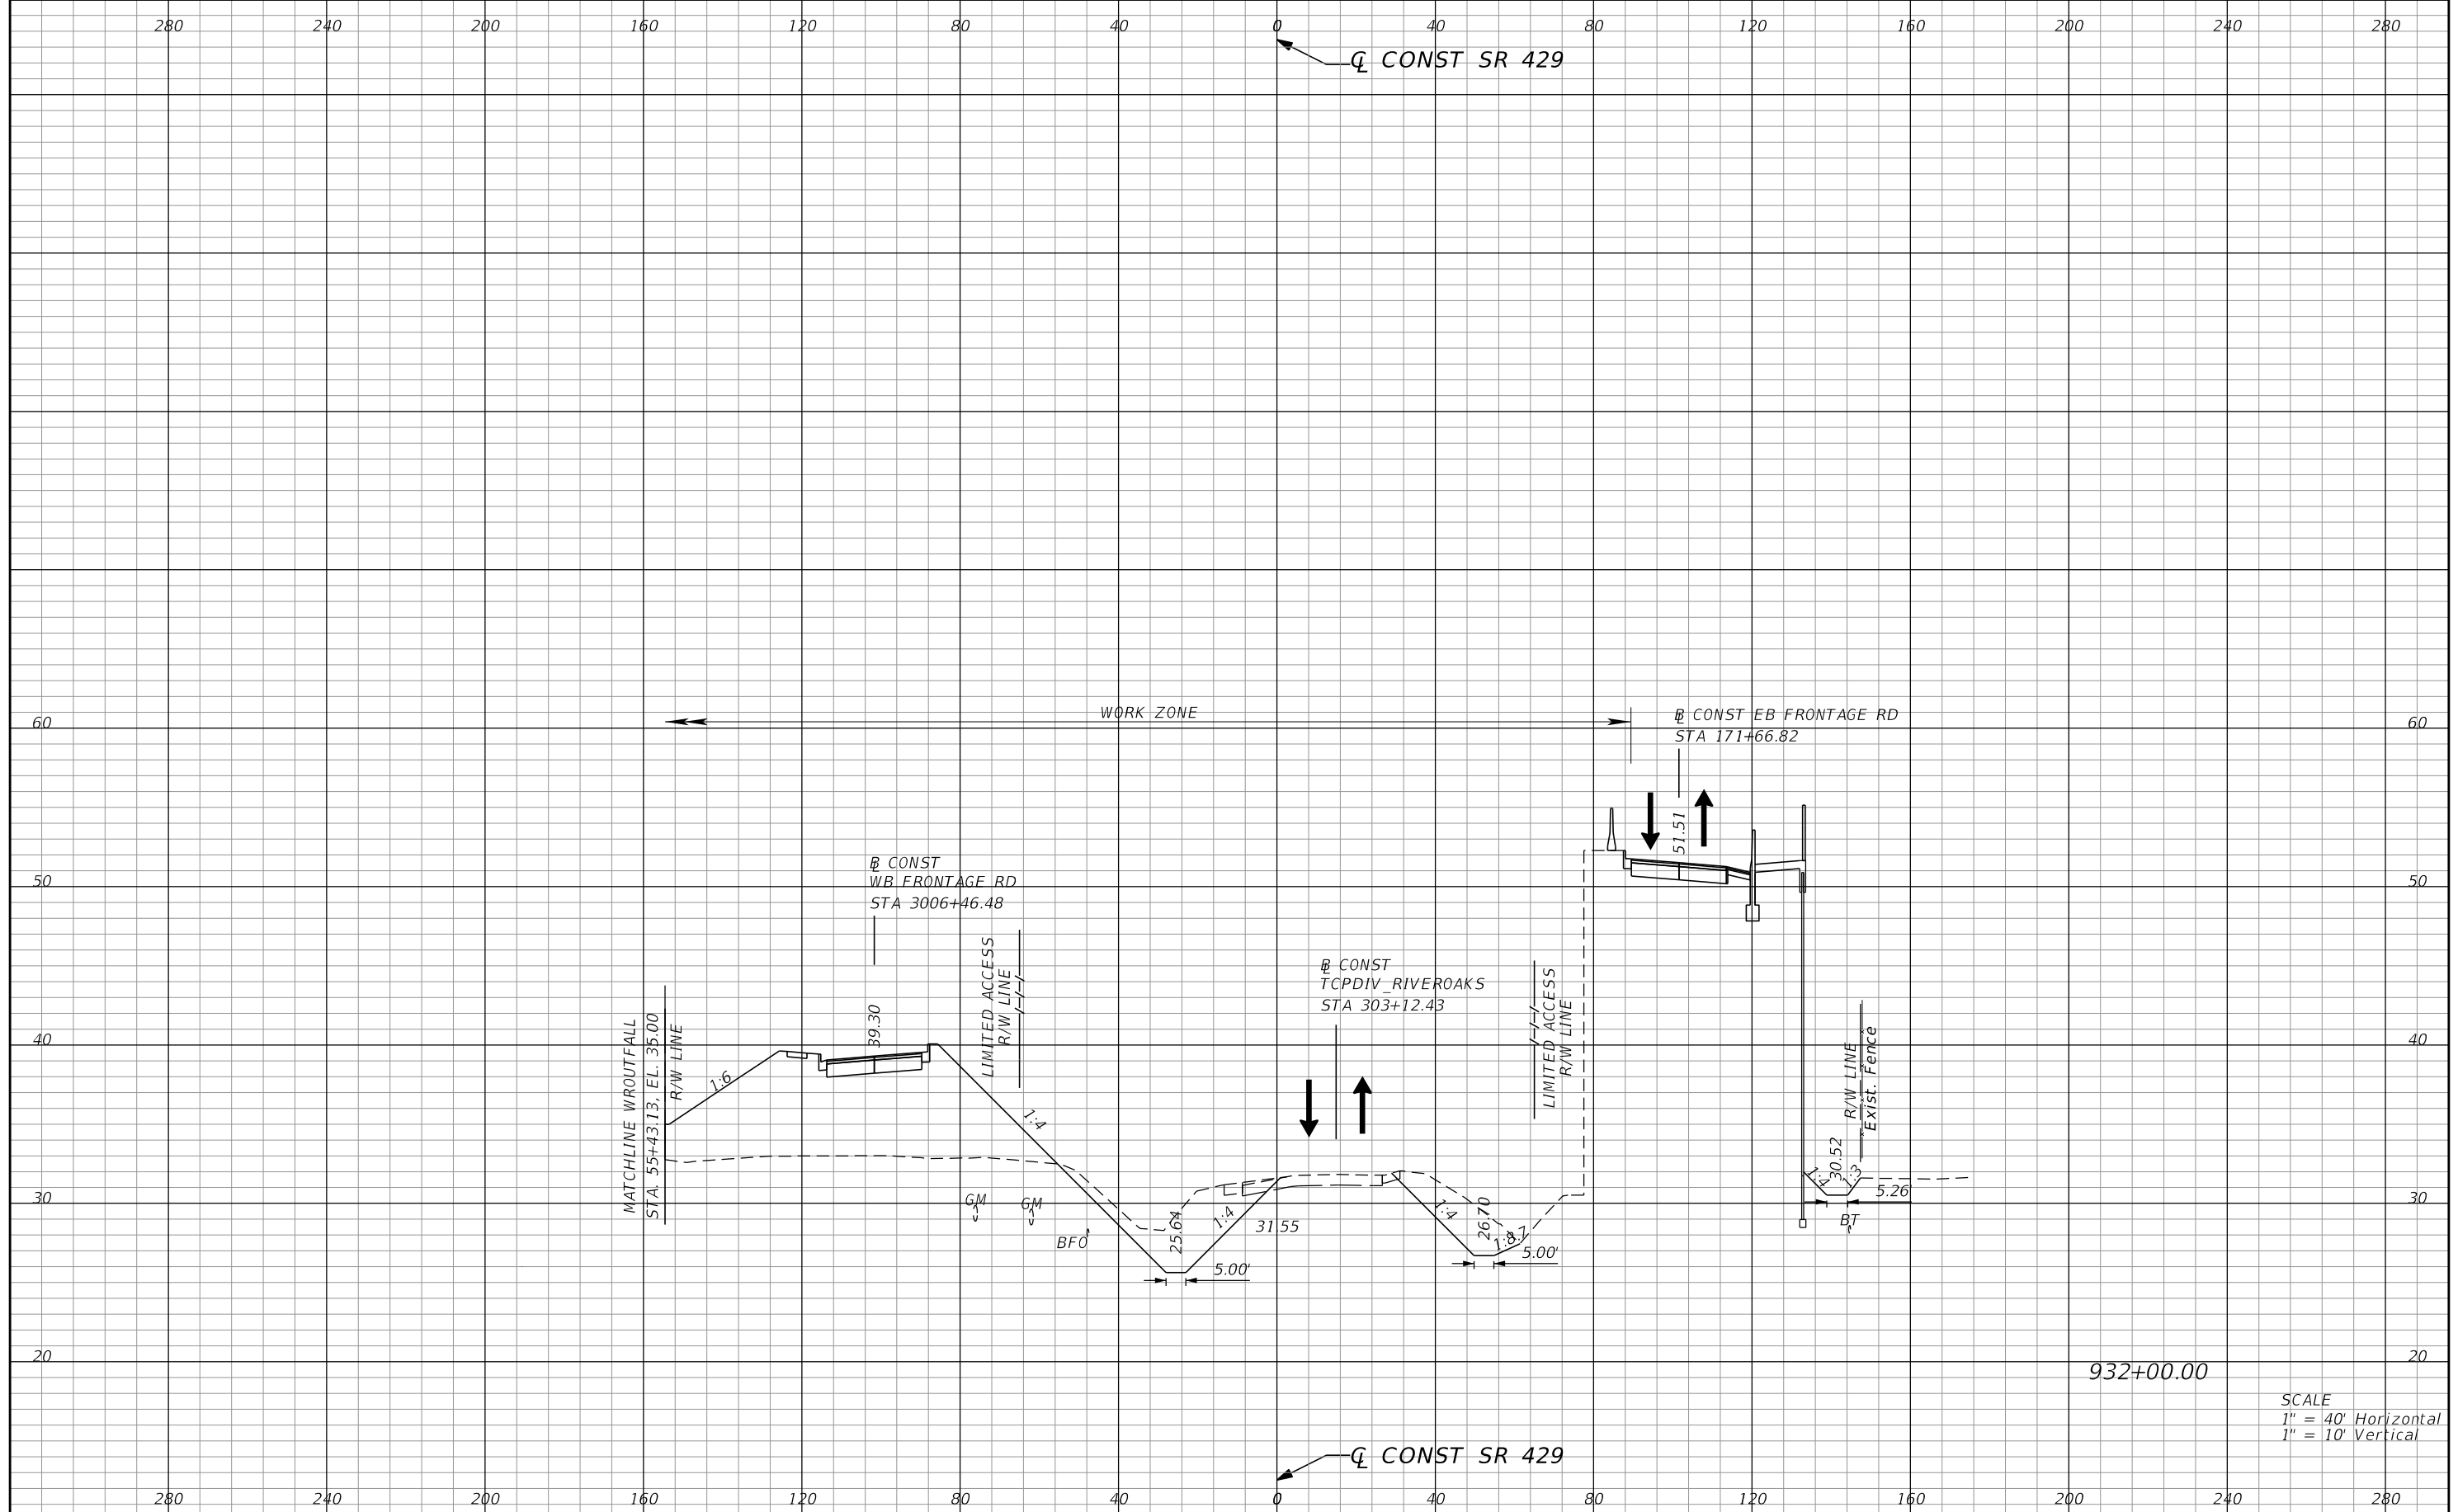 280 240 200 160 120 80 40 0 40 80 120 160 200 240 280
℄ CONST SR 429
WORK ZONE
60
60
B̵L CONST EB FRONTAGE RD
STA 171+66.82
51.51
B̵L CONST
WB FRONTAGE RD
STA 3006+46.48
50
50
39.30
LIMITED ACCESS
R/W LINE
B̵L CONST
TCPDIV_RIVEROAKS
STA 303+12.43
LIMITED ACCESS
R/W LINE
40
40
MATCHLINE WROUTFALL
STA. 55+43.13, EL. 35.00
R/W LINE
1:6
1:4
R/W LINE
Exist. Fence
30.52
1:4
1:3
5.26'
BT
30
30
GM
GM
BFO
25.64
1:4
31.55
5.00'
1:4
26.70
1:8.7
5.00'
20
20
932+00.00
SCALE
1" = 40' Horizontal
1" = 10' Vertical
℄ CONST SR 429
280 240 200 160 120 80 40 0 40 80 120 160 200 240 280